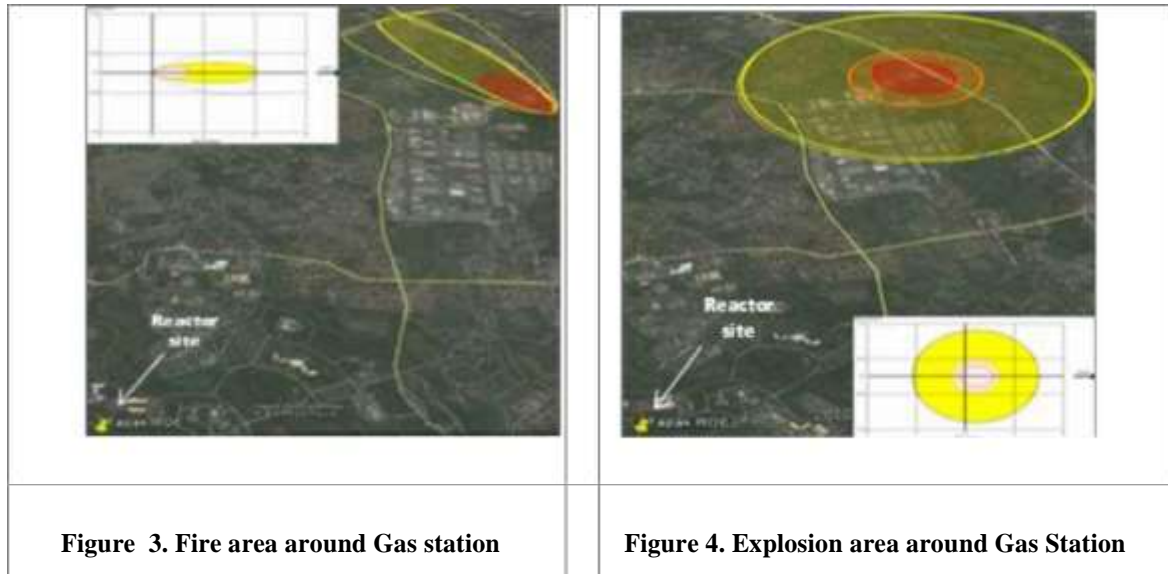 Reactor
site
Reactor
site
Figure 3. Fire area around Gas station
Figure 4. Explosion area around Gas Station